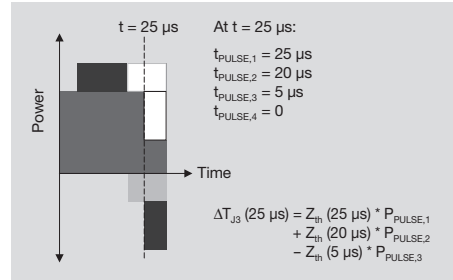 t = 25 µs
At t = 25 µs:
tPULSE,1 = 25 µs
tPULSE,2 = 20 µs
tPULSE,3 = 5 µs
tPULSE,4 = 0
Power
Time
ΔTJ3 (25 µs) = Zth (25 µs) * PPULSE,1
+ Zth (20 µs) * PPULSE,2
– Zth (5 µs) * PPULSE,3